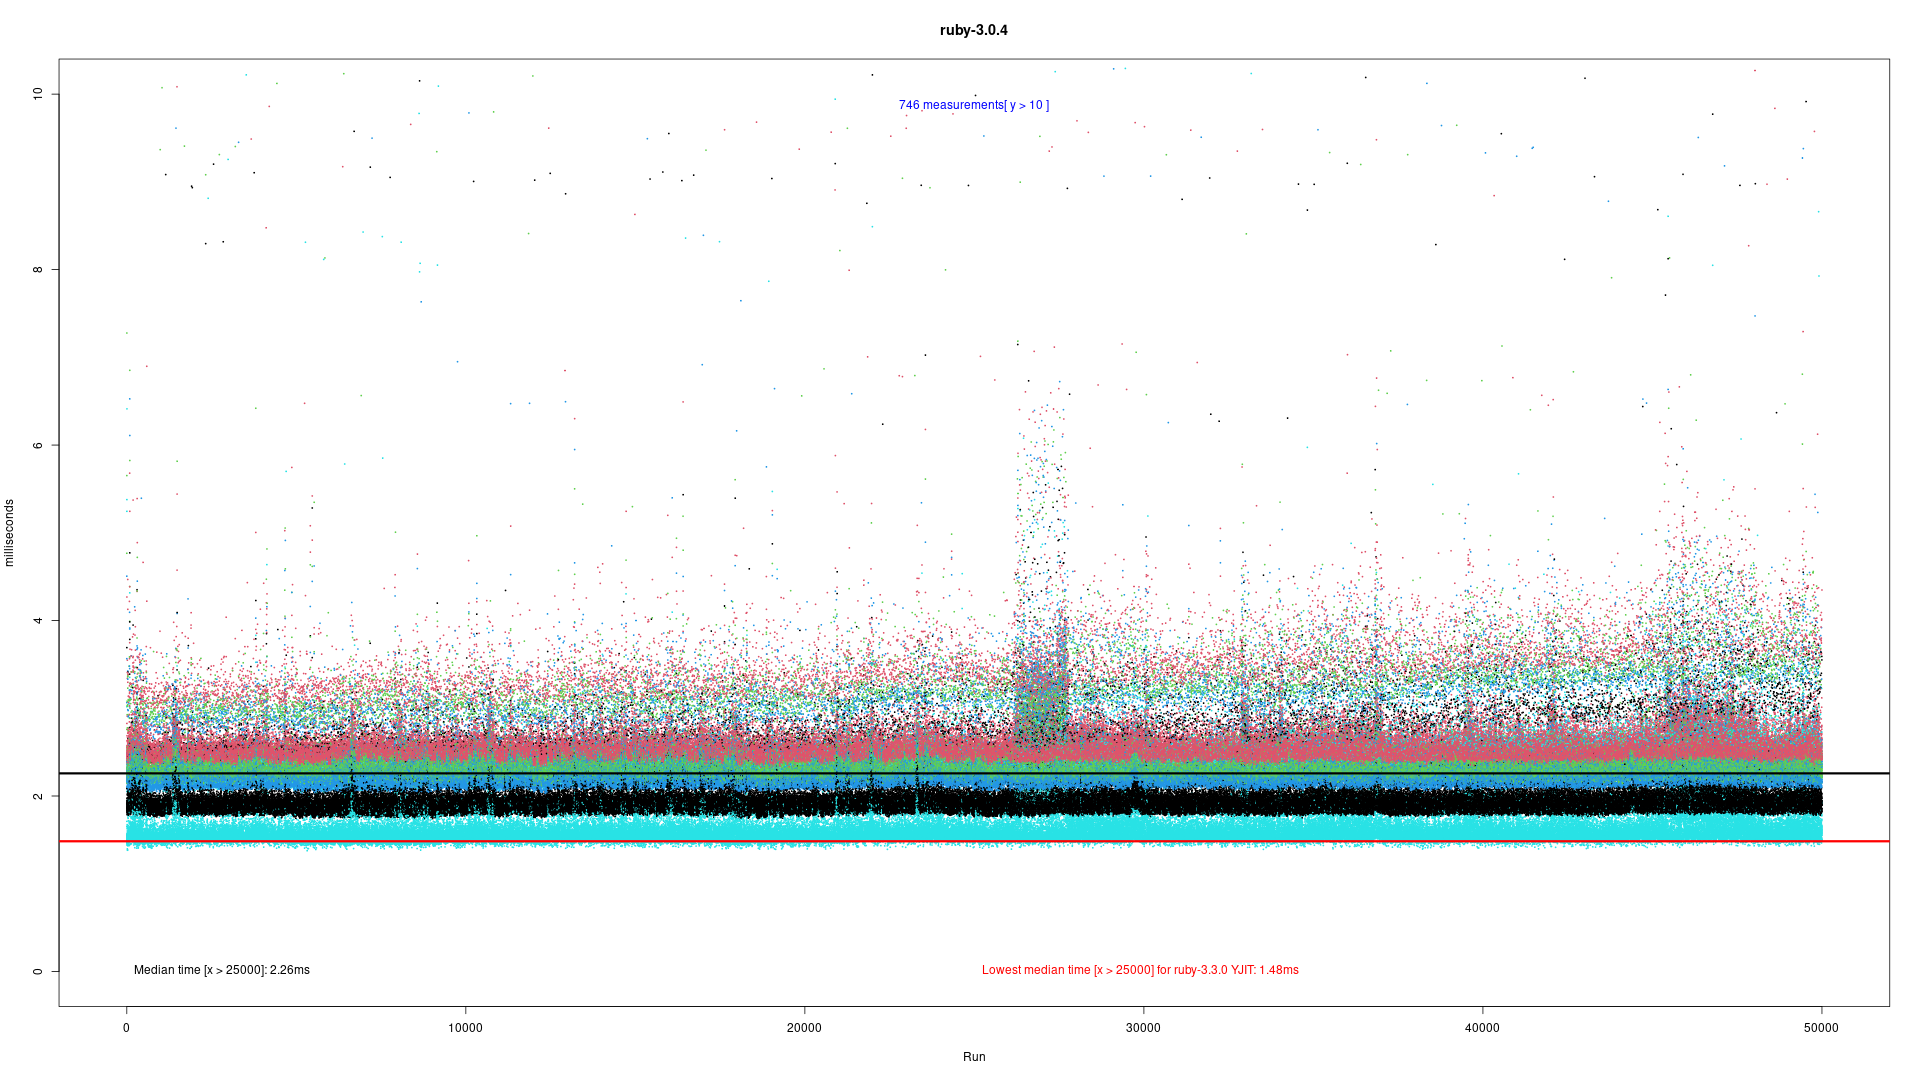 ruby-3.0.4
746 measurements[ y > 10 ]
10
8
6
4
2
0
milliseconds
Median time [x > 25000]: 2.26ms
Lowest median time [x > 25000] for ruby-3.3.0 YJIT: 1.48ms
0 10000 20000 30000 40000 50000
Run